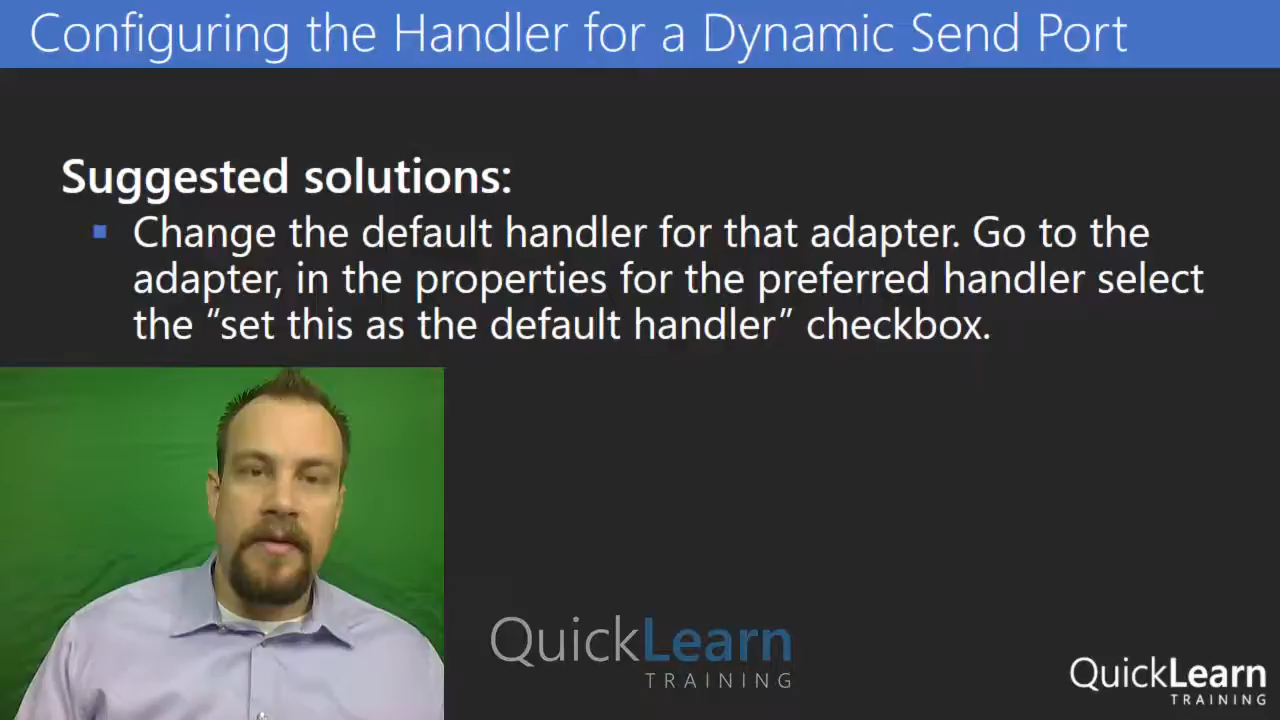 Configuring the Handler for a Dynamic Send Port
Suggested solutions:
▪ Change the default handler for that adapter. Go to the
adapter, in the properties for the preferred handler select
the “set this as the default handler” checkbox.
QuickLearn
TRAINING
QuickLearn
TRAINING